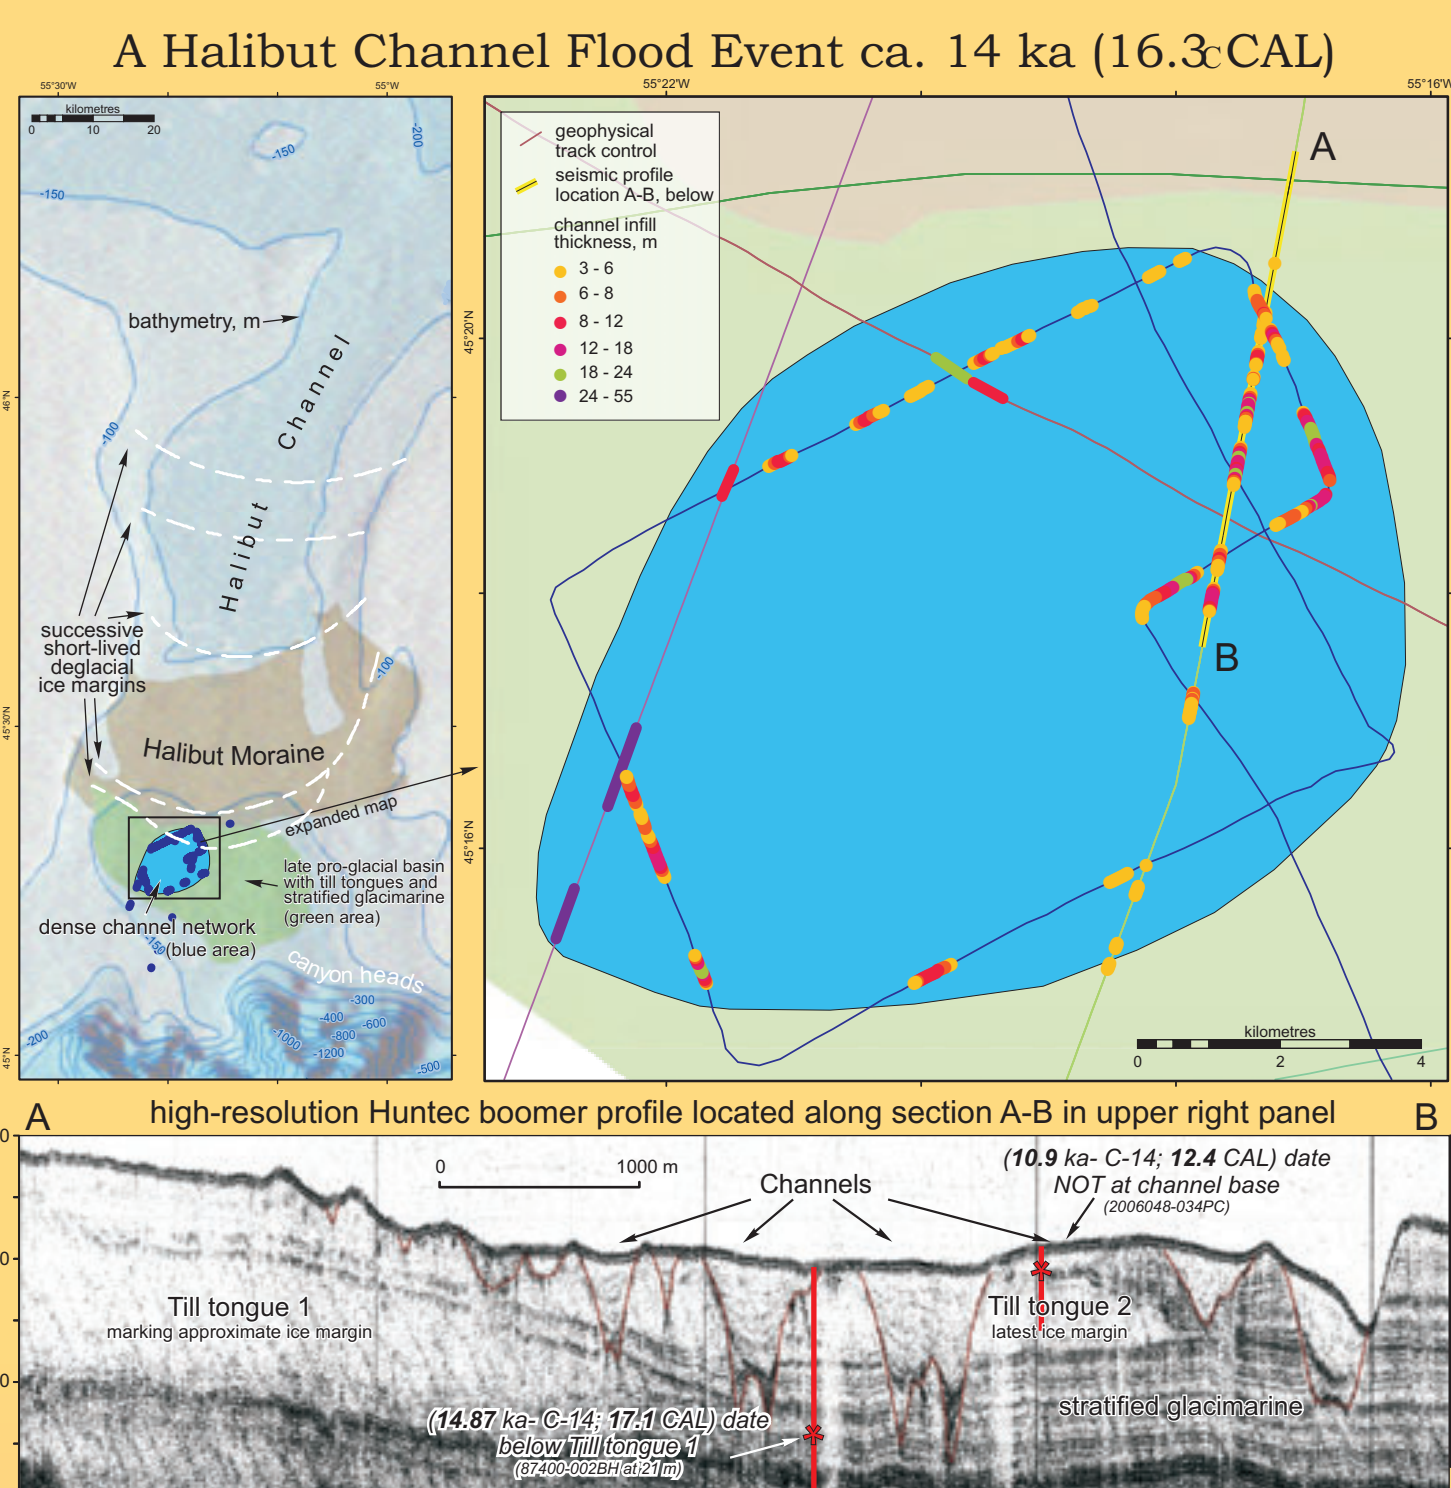 A Halibut Channel Flood Event ca. 14 ka (16.3 c CAL)
55°30'W
55°W
55°22'W
55°16'W
kilometres
0 10 20
-200
-150
-150
bathymetry, m
Channel
Halibut
46°N
-100
successive
short-lived
deglacial
ice margins
-100
45°30'N
Halibut Moraine
expanded map
late pro-glacial basin
with till tongues and
stratified glacimarine
(green area)
dense channel network
(blue area)
-150
canyon heads
-300
-400
-600
-800
-1000
-1200
-200
-500
45°N
geophysical
track control
seismic profile
location A-B, below
channel infill
thickness, m
3 - 6
6 - 8
8 - 12
12 - 18
18 - 24
24 - 55
A
45°20'N
B
45°16'N
kilometres
0 2 4
A
high-resolution Huntec boomer profile located along section A-B in upper right panel
B
0
0
0
0 1000 m
Channels
(10.9 ka- C-14; 12.4 CAL) date
NOT at channel base
(2006048-034PC)
Till tongue 1
marking approximate ice margin
Till tongue 2
latest ice margin
stratified glacimarine
(14.87 ka- C-14; 17.1 CAL) date
below Till tongue 1
(87400-002BH at 21 m)